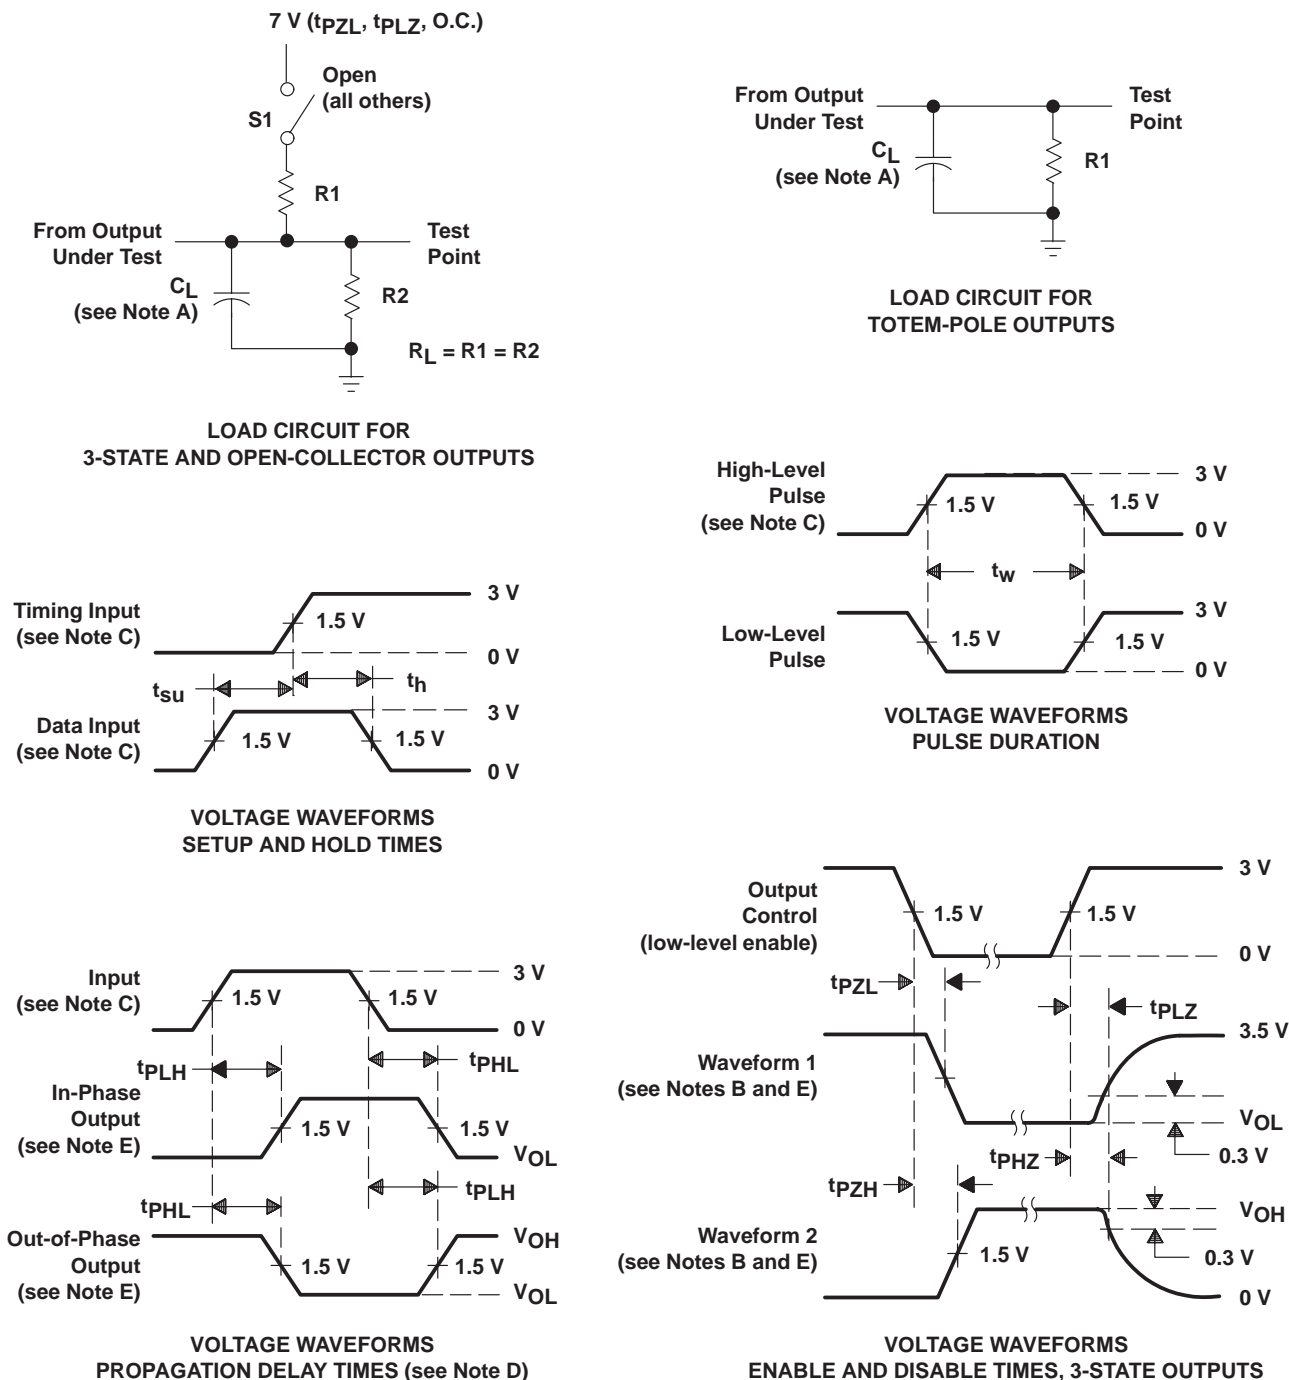 7 V (tPZL, tPLZ, O.C.)
Open
(all others)
S1
R1
From Output
Under Test
Test
Point
CL
(see Note A)
R2
RL = R1 = R2
LOAD CIRCUIT FOR
3-STATE AND OPEN-COLLECTOR OUTPUTS
From Output
Under Test
Test
Point
CL
(see Note A)
R1
LOAD CIRCUIT FOR
TOTEM-POLE OUTPUTS
High-Level
Pulse
(see Note C)
1.5 V
1.5 V
3 V
0 V
tw
Low-Level
Pulse
1.5 V
1.5 V
3 V
0 V
VOLTAGE WAVEFORMS
PULSE DURATION
Timing Input
(see Note C)
1.5 V
3 V
0 V
tsu
th
Data Input
(see Note C)
1.5 V
1.5 V
3 V
0 V
VOLTAGE WAVEFORMS
SETUP AND HOLD TIMES
Input
(see Note C)
1.5 V
1.5 V
3 V
0 V
tPLH
tPHL
In-Phase
Output
(see Note E)
1.5 V
1.5 V
VOL
tPHL
tPLH
Out-of-Phase
Output
(see Note E)
1.5 V
1.5 V
VOH
VOL
VOLTAGE WAVEFORMS
PROPAGATION DELAY TIMES (see Note D)
Output
Control
(low-level enable)
1.5 V
1.5 V
3 V
0 V
tPZL
tPLZ
Waveform 1
(see Notes B and E)
3.5 V
VOL
0.3 V
tPHZ
tPZH
Waveform 2
(see Notes B and E)
1.5 V
VOH
0.3 V
0 V
VOLTAGE WAVEFORMS
ENABLE AND DISABLE TIMES, 3-STATE OUTPUTS